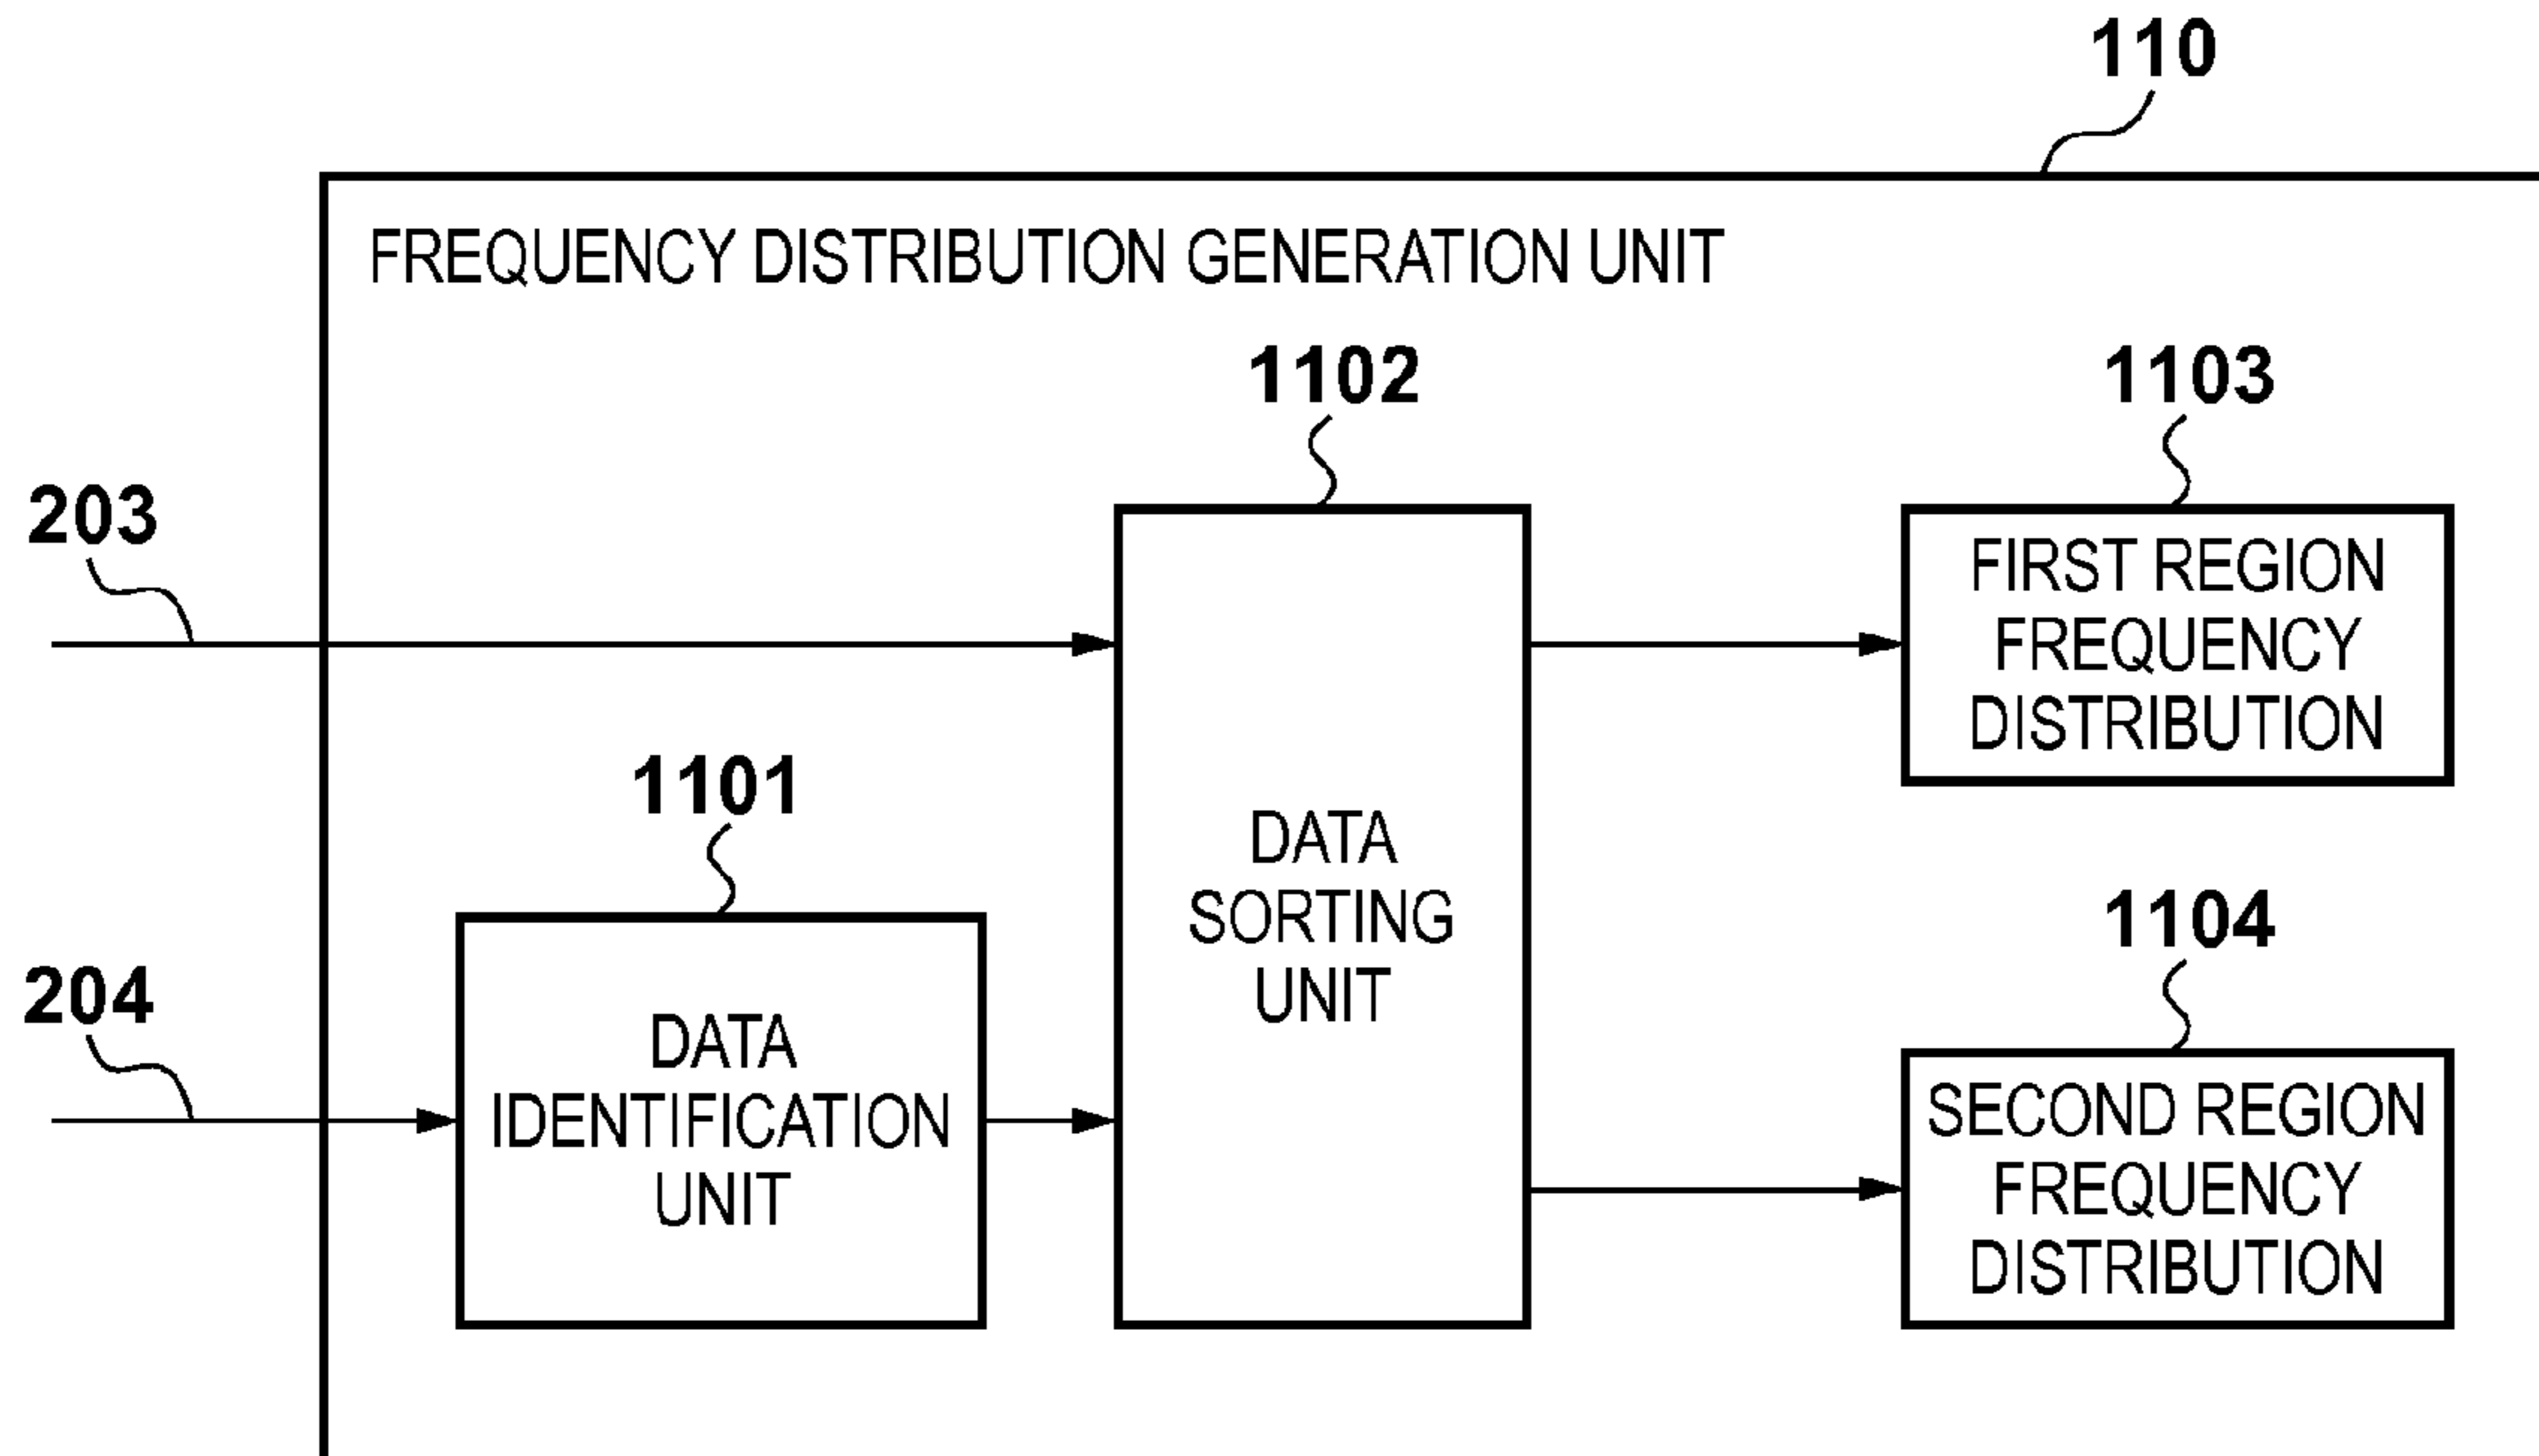 110
FREQUENCY DISTRIBUTION GENERATION UNIT
1102
1103
203
FIRST REGION
FREQUENCY
DISTRIBUTION
1101
DATA
SORTING
UNIT
1104
204
DATA
IDENTIFICATION
UNIT
SECOND REGION
FREQUENCY
DISTRIBUTION